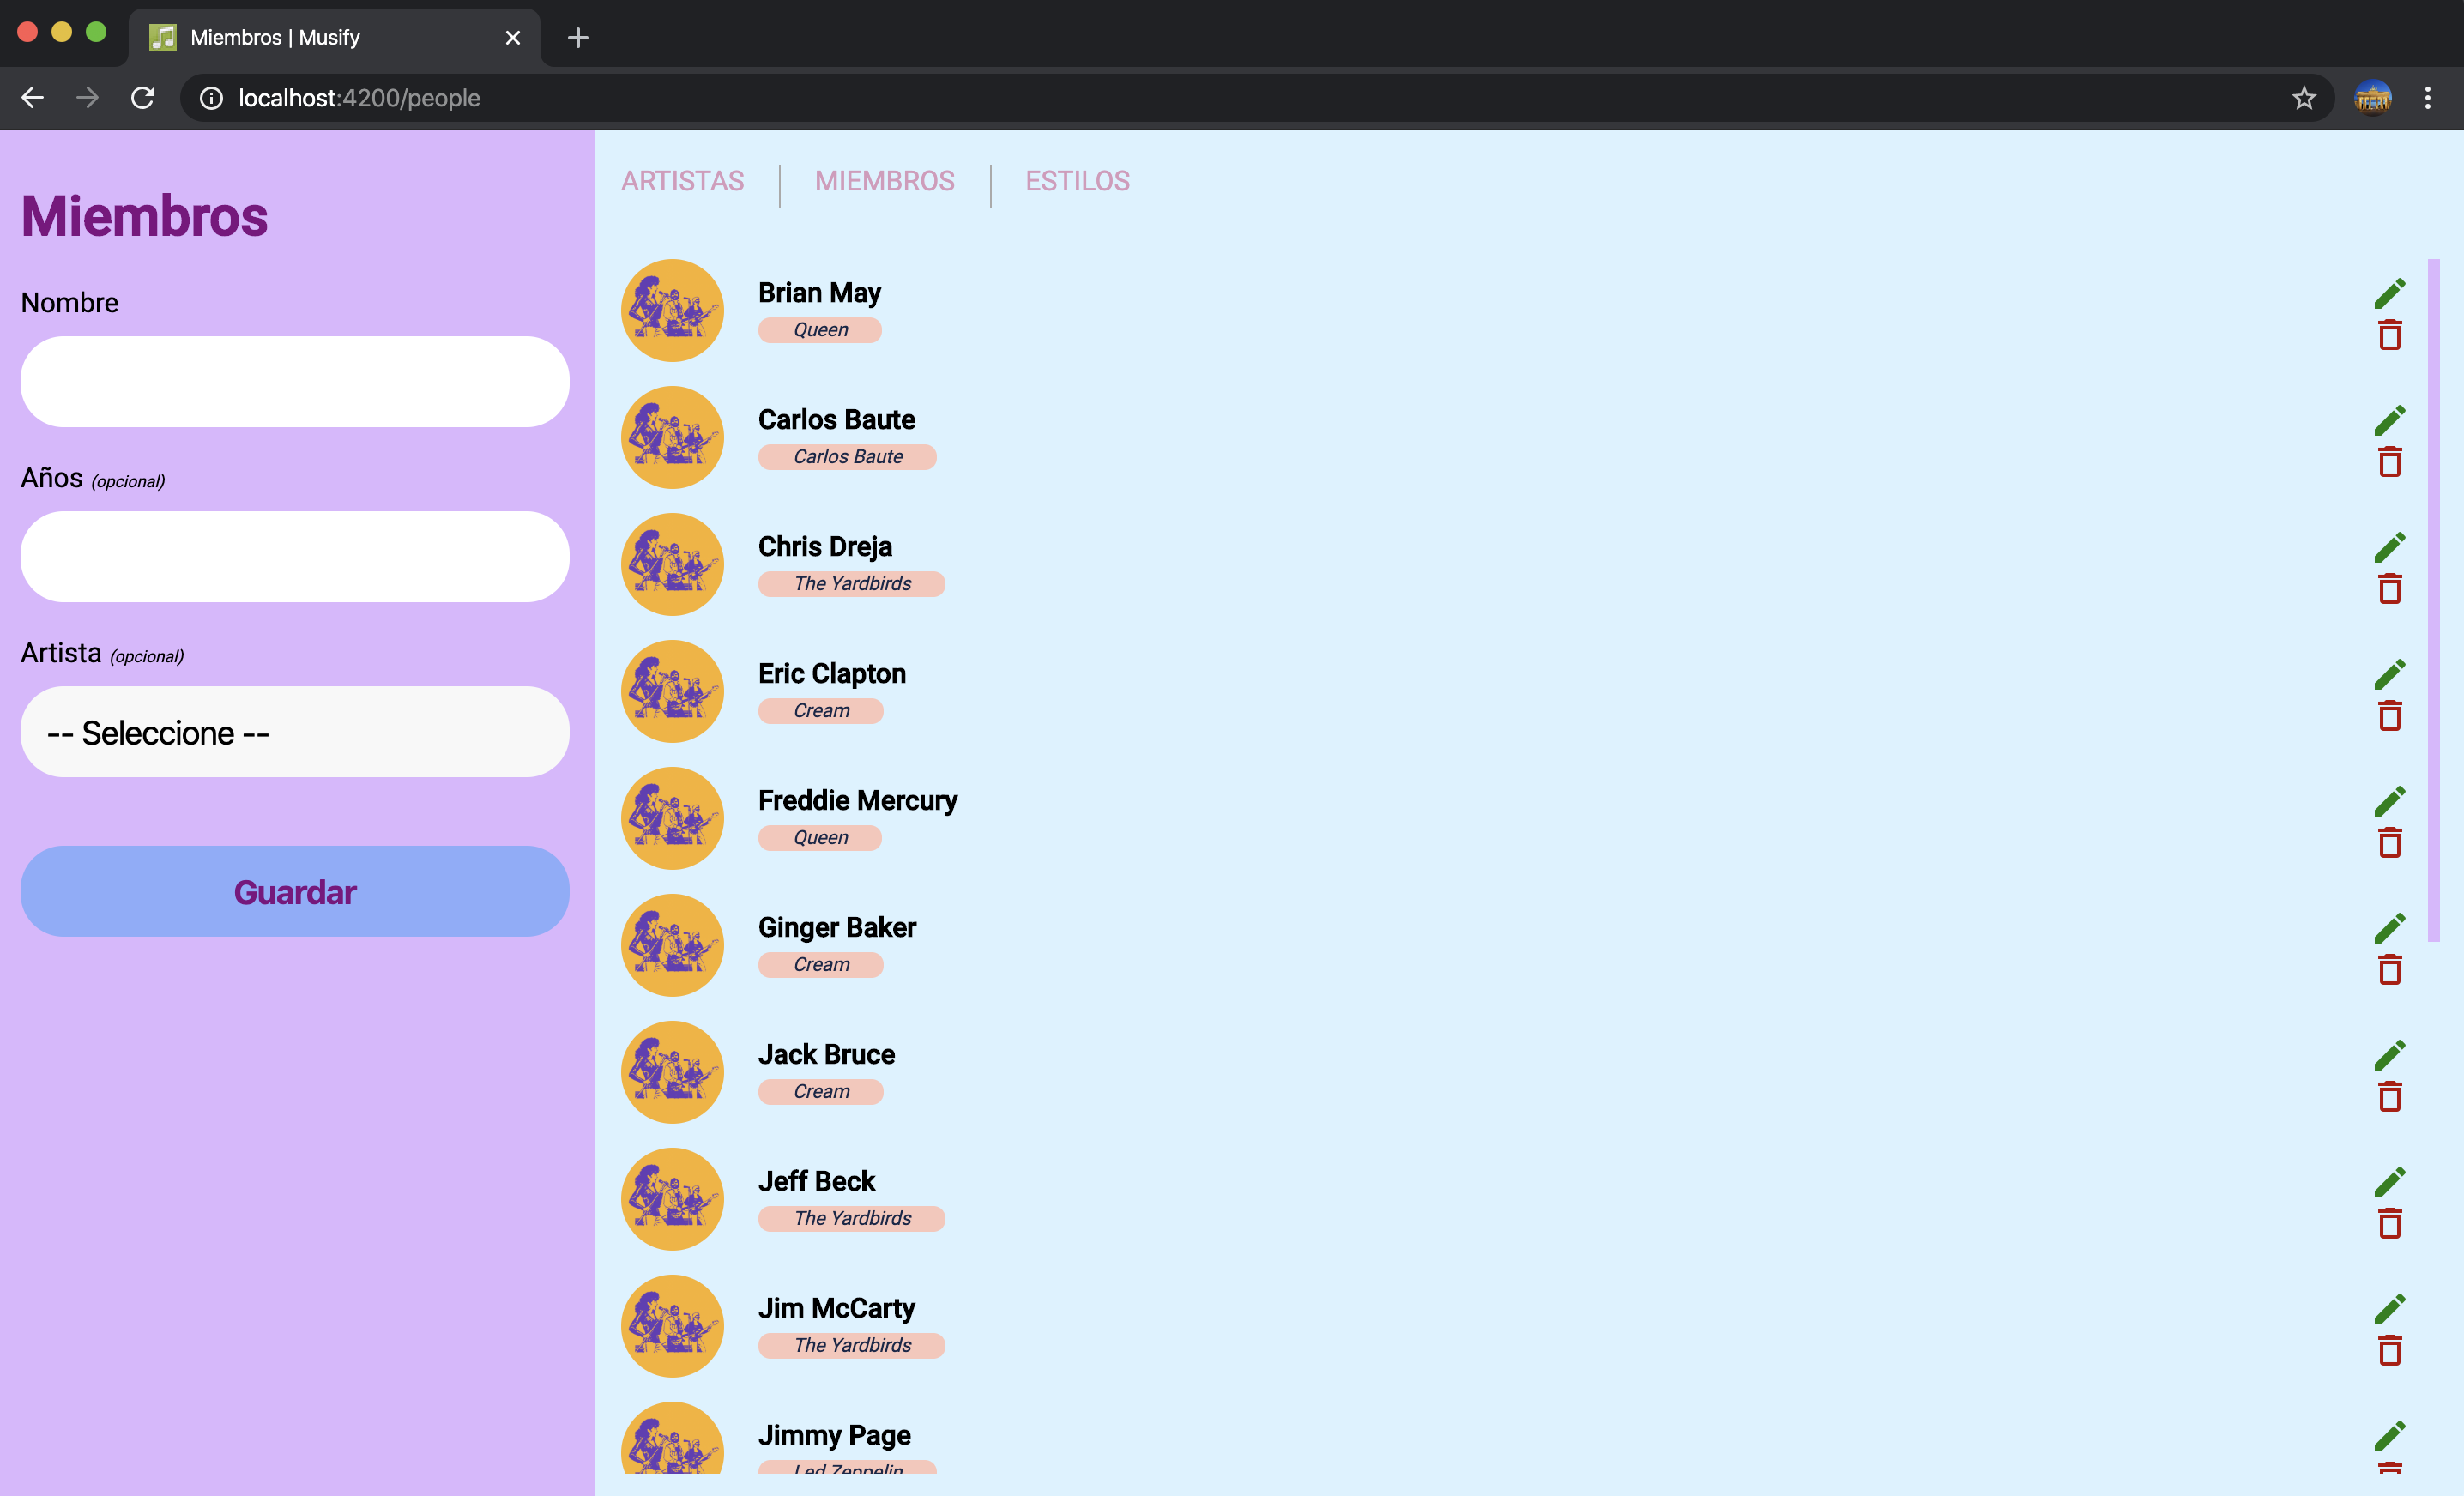 Miembros | Musify
localhost:4200/people
Miembros
Nombre
Años (opcional)
Artista (opcional)
-- Seleccione --
Guardar
ARTISTAS
MIEMBROS
ESTILOS
Brian May
Queen
Carlos Baute
Carlos Baute
Chris Dreja
The Yardbirds
Eric Clapton
Cream
Freddie Mercury
Queen
Ginger Baker
Cream
Jack Bruce
Cream
Jeff Beck
The Yardbirds
Jim McCarty
The Yardbirds
Jimmy Page
Led Zeppelin